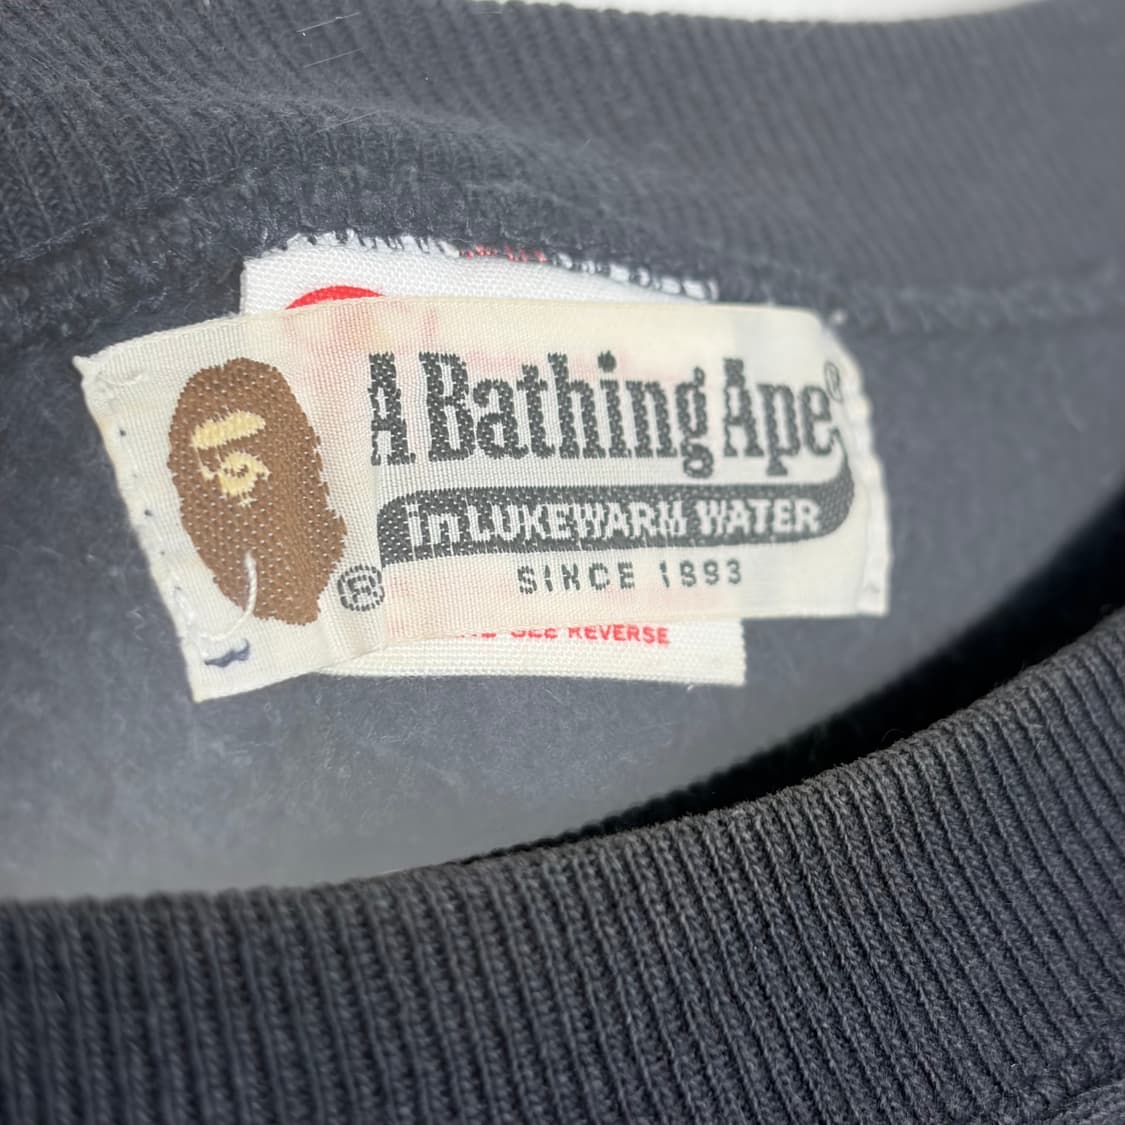 A Bathing Ape®
in LUKEWARM WATER
SINCE 1993
®
SEE REVERSE